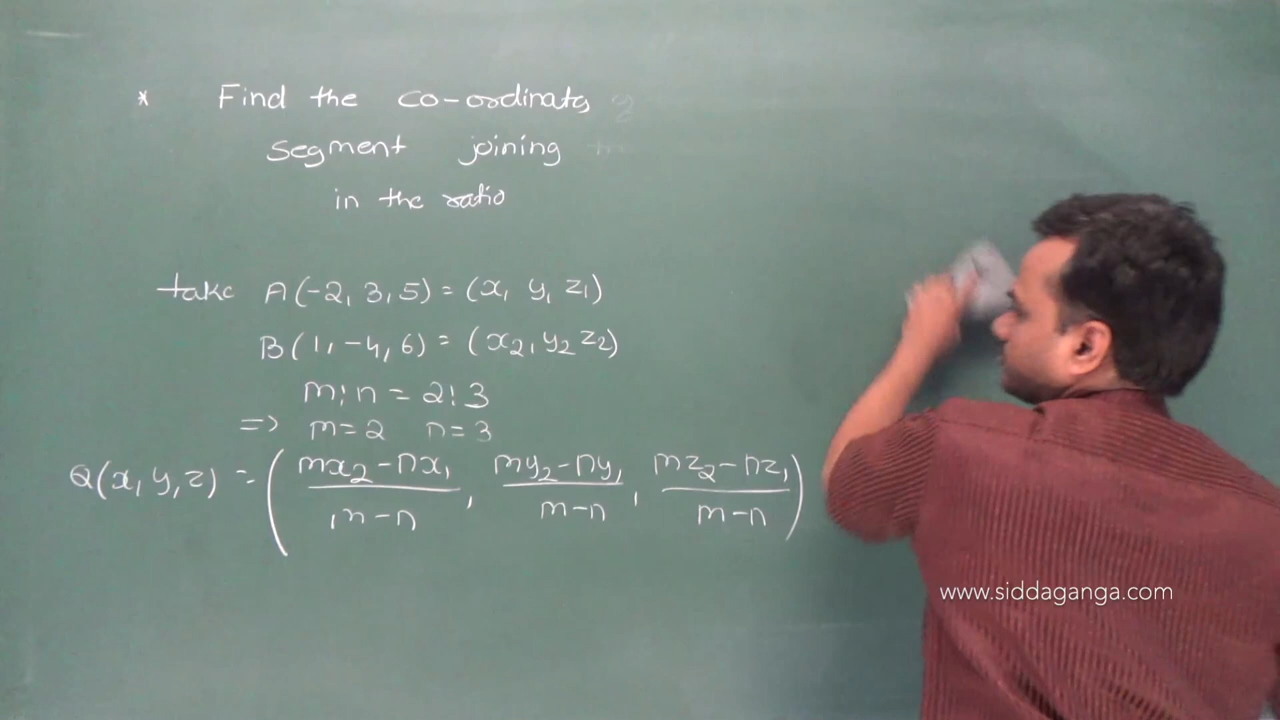 * Find the co-ordinates
segment joining
in the ratio
take A(-2, 3, 5) = (x₁ y₁ z₁)
B(1, -4, 6) = (x₂, y₂ z₂)
m:n = 2:3
=> m=2 n=3
Q(x, y, z) = ( mx₂-nx₁ / m-n , my₂-ny₁ / m-n , mz₂-nz₁ / m-n )
www.siddaganga.com